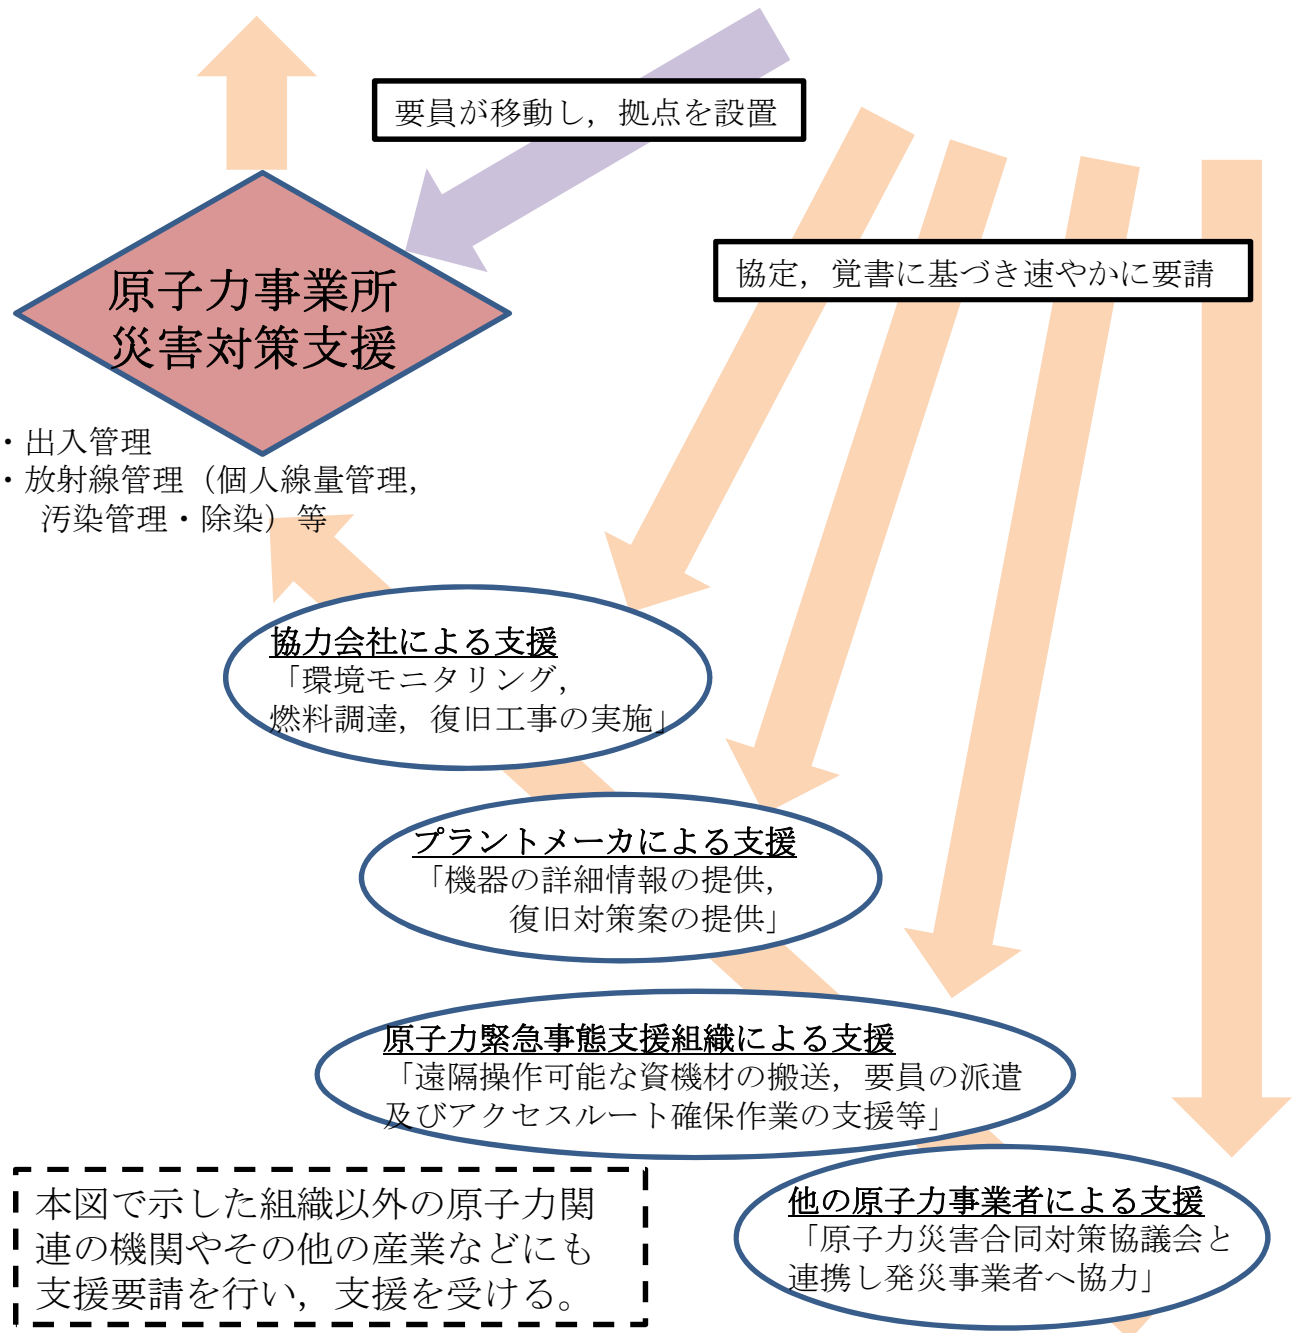 要員が移動し，拠点を設置
協定，覚書に基づき速やかに要請
原子力事業所
災害対策支援
・出入管理
・放射線管理（個人線量管理，
汚染管理・除染）等
協力会社による支援
「環境モニタリング，
燃料調達，復旧工事の実施」
プラントメーカによる支援
「機器の詳細情報の提供，
復旧対策案の提供」
原子力緊急事態支援組織による支援
「遠隔操作可能な資機材の搬送，要員の派遣
及びアクセスルート確保作業の支援等」
他の原子力事業者による支援
「原子力災害合同対策協議会と
連携し発災事業者へ協力」
本図で示した組織以外の原子力関
連の機関やその他の産業などにも
支援要請を行い，支援を受ける。